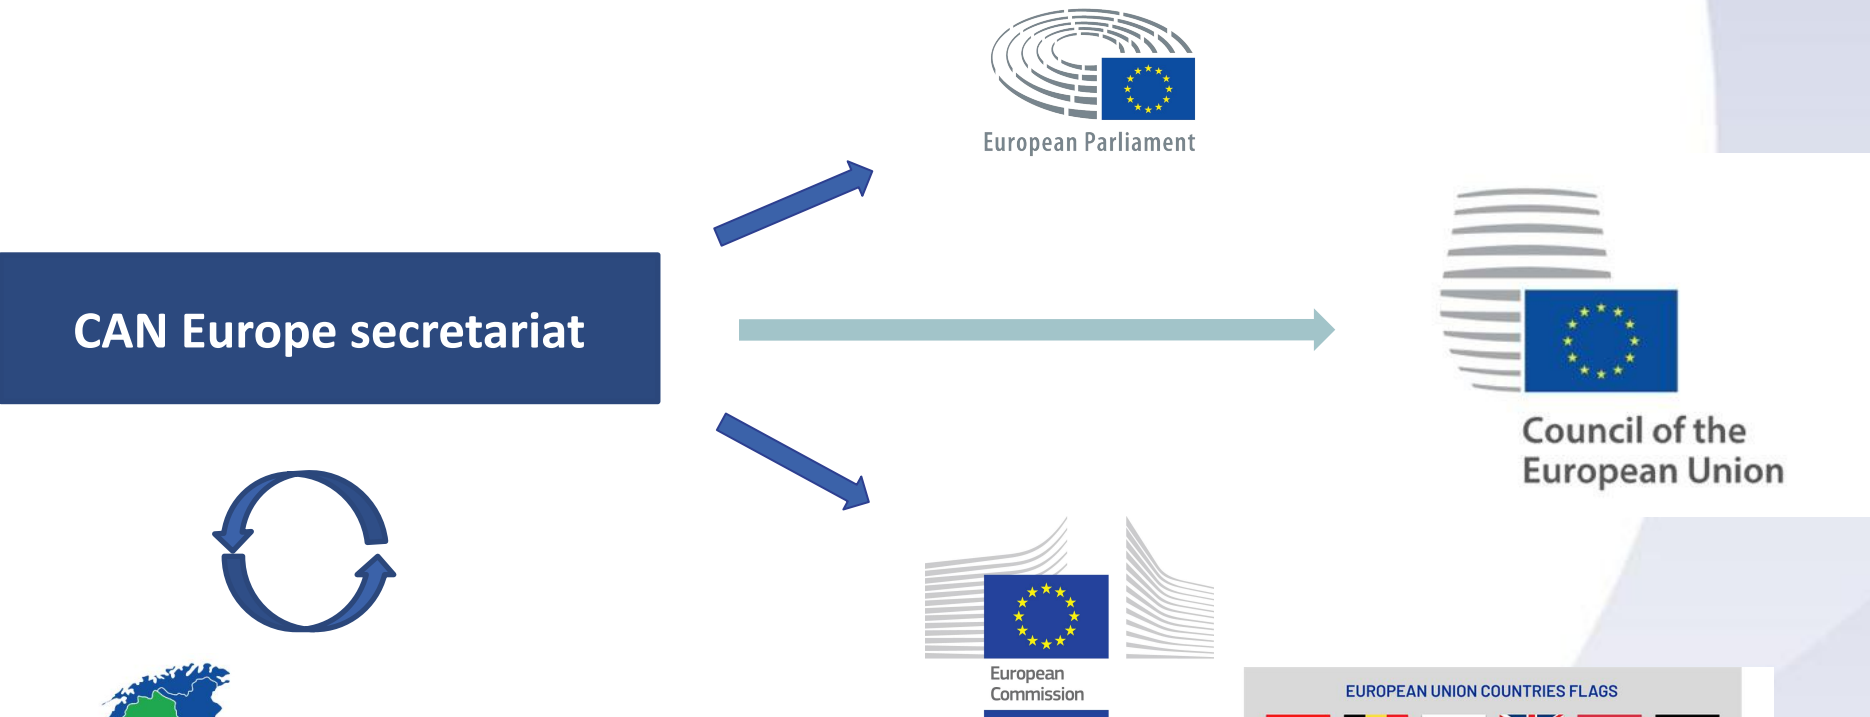 European Parliament
CAN Europe secretariat
Council of the
European Union
European
Commission
EUROPEAN UNION COUNTRIES FLAGS